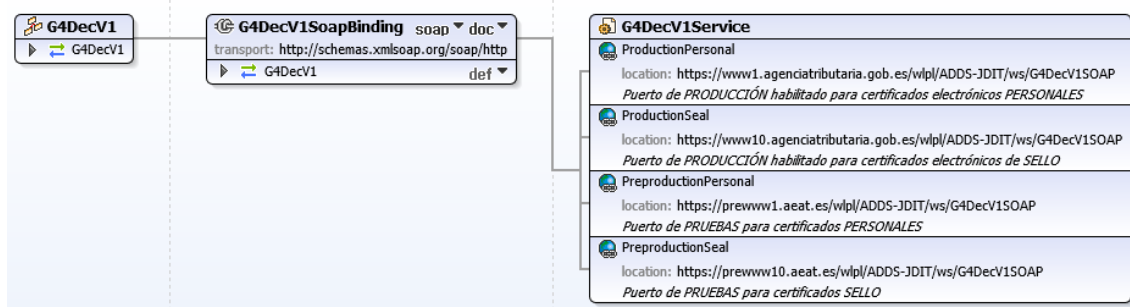 G4DecV1
G4DecV1
G4DecV1SoapBinding soap doc
transport: http://schemas.xmlsoap.org/soap/http
G4DecV1 def
G4DecV1Service
ProductionPersonal
location: https://www1.agenciatributaria.gob.es/wlpl/ADDS-JDIT/ws/G4DecV1SOAP
Puerto de PRODUCCIÓN habilitado para certificados electrónicos PERSONALES
ProductionSeal
location: https://www10.agenciatributaria.gob.es/wlpl/ADDS-JDIT/ws/G4DecV1SOAP
Puerto de PRODUCCIÓN habilitado para certificados electrónicos de SELLO
PreproductionPersonal
location: https://prewww1.aeat.es/wlpl/ADDS-JDIT/ws/G4DecV1SOAP
Puerto de PRUEBAS para certificados PERSONALES
PreproductionSeal
location: https://prewww10.aeat.es/wlpl/ADDS-JDIT/ws/G4DecV1SOAP
Puerto de PRUEBAS para certificados SELLO